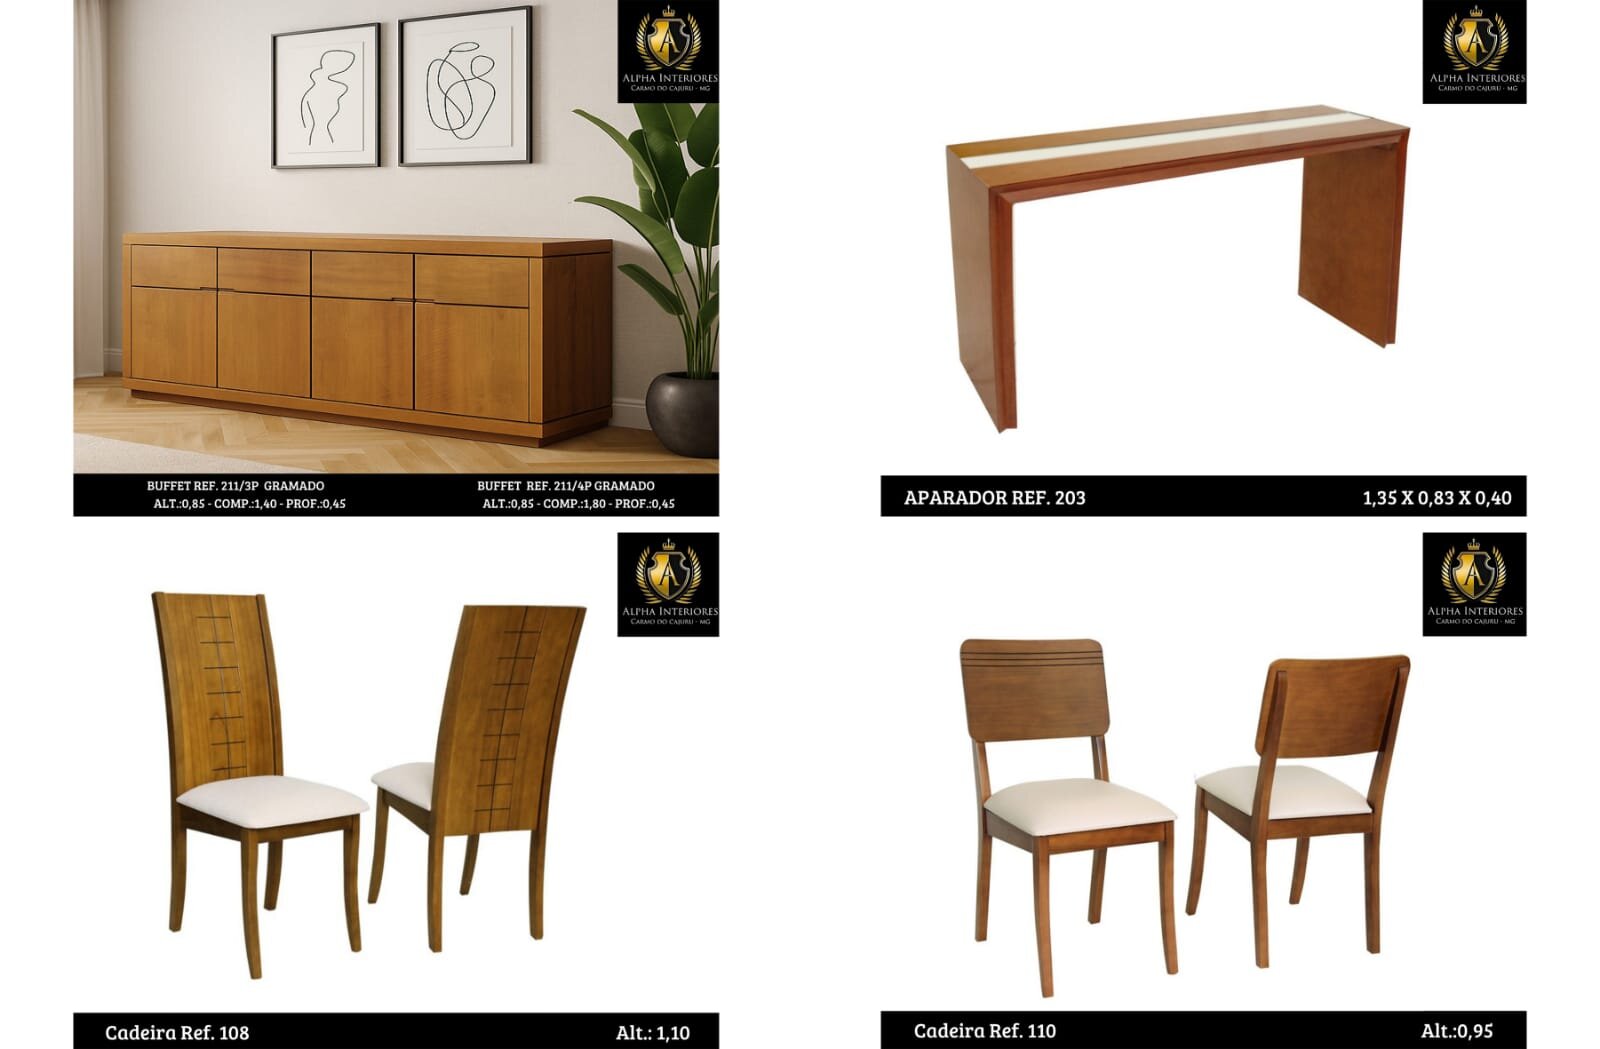 ALPHA INTERIORES
CARMO DO CAJURU - MG
BUFFET REF. 211/3P GRAMADO
ALT.:0,85 - COMP.:1,40 - PROF.:0,45
BUFFET REF. 211/4P GRAMADO
ALT.:0,85 - COMP.:1,80 - PROF.:0,45
ALPHA INTERIORES
CARMO DO CAJURU - MG
APARADOR REF. 203
1,35 X 0,83 X 0,40
ALPHA INTERIORES
CARMO DO CAJURU - MG
Cadeira Ref. 108
Alt.: 1,10
ALPHA INTERIORES
CARMO DO CAJURU - MG
Cadeira Ref. 110
Alt.:0,95